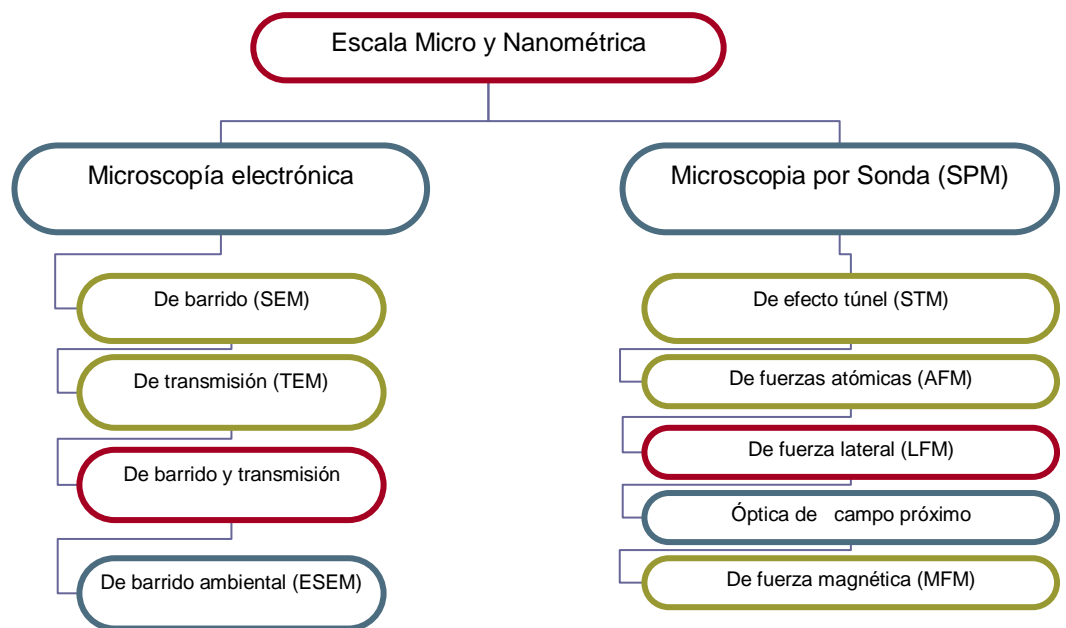 Escala Micro y Nanométrica
Microscopía electrónica
De barrido (SEM)
De transmisión (TEM)
De barrido y transmisión
De barrido ambiental (ESEM)
Microscopia por Sonda (SPM)
De efecto túnel (STM)
De fuerzas atómicas (AFM)
De fuerza lateral (LFM)
Óptica de campo próximo
De fuerza magnética (MFM)